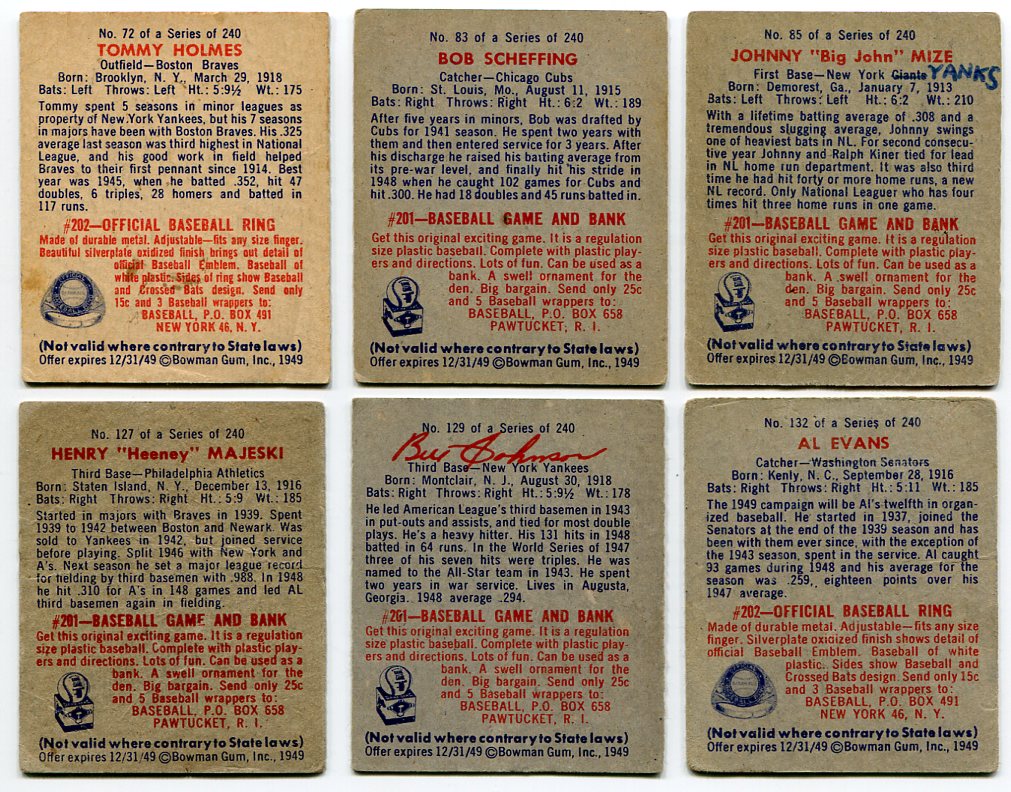 No. 72 of a Series of 240
TOMMY HOLMES
Outfield—Boston Braves
Born: Brooklyn, N. Y., March 29, 1918
Bats: Left Throws: Left Ht.: 5:9½ Wt.: 175
Tommy spent 5 seasons in minor leagues as
property of New York Yankees, but his 7 seasons
in majors have been with Boston Braves. His .325
average last season was third highest in National
League, and his good work in field helped
Braves to their first pennant since 1914. Best
year was 1945, when he batted .352, hit 47
doubles, 6 triples, 28 homers and batted in
117 runs.
#202—OFFICIAL BASEBALL RING
Made of durable metal. Adjustable—fits any size finger.
Beautiful silverplate oxidized finish brings out detail of
official Baseball Emblem. Baseball of
white plastic. Sides of ring show Baseball
and Crossed Bats design. Send only
15c and 3 Baseball wrappers to:
BASEBALL, P.O. BOX 491
NEW YORK 46, N. Y.
(Not valid where contrary to State laws)
Offer expires 12/31/49 ©Bowman Gum, Inc., 1949
No. 83 of a Series of 240
BOB SCHEFFING
Catcher—Chicago Cubs
Born: St. Louis, Mo., August 11, 1915
Bats: Right Throws: Right Ht.: 6:2 Wt.: 189
After five years in minors, Bob was drafted by
Cubs for 1941 season. He spent two years with
them and then entered service for 3 years. After
his discharge he raised his batting average from
its pre-war level, and finally hit his stride in
1948 when he caught 102 games for Cubs and
hit .300. He had 18 doubles and 45 runs batted in.
#201—BASEBALL GAME AND BANK
Get this original exciting game. It is a regulation
size plastic baseball. Complete with plastic play-
ers and directions. Lots of fun. Can be used as a
bank. A swell ornament for the
den. Big bargain. Send only 25c
and 5 Baseball wrappers to:
BASEBALL, P.O. BOX 658
PAWTUCKET, R. I.
(Not valid where contrary to State laws)
Offer expires 12/31/49 ©Bowman Gum, Inc., 1949
No. 85 of a Series of 240
JOHNNY "Big John" MIZE
First Base—New York Giants YANKS
Born: Demorest, Ga., January 7, 1913
Bats: Left Throws: Left Ht.: 6:2 Wt.: 210
With a lifetime batting average of .308 and a
tremendous slugging average, Johnny swings
one of heaviest bats in NL. For second consecu-
tive year Johnny and Ralph Kiner tied for lead
in NL home run department. It was also third
time he had hit forty or more home runs, a new
NL record. Only National Leaguer who has four
times hit three home runs in one game.
#201—BASEBALL GAME AND BANK
Get this original exciting game. It is a regulation
size plastic baseball. Complete with plastic play-
ers and directions. Lots of fun. Can be used as a
bank. A swell ornament for the
den. Big bargain. Send only 25c
and 5 Baseball wrappers to:
BASEBALL, P.O. BOX 658
PAWTUCKET, R. I.
(Not valid where contrary to State laws)
Offer expires 12/31/49 ©Bowman Gum, Inc., 1949
No. 127 of a Series of 240
HENRY "Heeney" MAJESKI
Third Base—Philadelphia Athletics
Born: Staten Island, N. Y., December 13, 1916
Bats: Right Throws: Right Ht.: 5:9 Wt.: 185
Started in majors with Braves in 1939. Spent
1939 to 1942 between Boston and Newark. Was
sold to Yankees in 1942, but joined service
before playing. Split 1946 with New York and
A's. Next season he set a major league record
for fielding by third basemen with .988. In 1948
he hit .310 for A's in 148 games and led AL
third basemen again in fielding.
#201—BASEBALL GAME AND BANK
Get this original exciting game. It is a regulation
size plastic baseball. Complete with plastic play-
ers and directions. Lots of fun. Can be used as a
bank. A swell ornament for the
den. Big bargain. Send only 25c
and 5 Baseball wrappers to:
BASEBALL, P.O. BOX 658
PAWTUCKET, R. I.
(Not valid where contrary to State laws)
Offer expires 12/31/49 ©Bowman Gum, Inc., 1949
No. 129 of a Series of 240
Bill Johnson
Third Base—New York Yankees
Born: Montclair, N. J., August 30, 1918
Bats: Right Throws: Right Ht.: 5:9½ Wt.: 178
He led American League's third basemen in 1943
in put-outs and assists, and tied for most double
plays. He's a heavy hitter. His 131 hits in 1948
batted in 64 runs. In the World Series of 1947
three of his seven hits were triples. He was
named to the All-Star team in 1943. He spent
two years in war service. Lives in Augusta,
Georgia. 1948 average .294.
#201—BASEBALL GAME AND BANK
Get this original exciting game. It is a regulation
size plastic baseball. Complete with plastic play-
ers and directions. Lots of fun. Can be used as a
bank. A swell ornament for the
den. Big bargain. Send only 25c
and 5 Baseball wrappers to:
BASEBALL, P.O. BOX 658
PAWTUCKET, R. I.
(Not valid where contrary to State laws)
Offer expires 12/31/49 ©Bowman Gum, Inc., 1949
No. 132 of a Series of 240
AL EVANS
Catcher—Washington Senators
Born: Kenly, N. C., September 28, 1916
Bats: Right Throws: Right Ht.: 5:11 Wt.: 185
The 1949 campaign will be Al's twelfth in organ-
ized baseball. He started in 1937, joined the
Senators at the end of the 1939 season and has
been with them ever since, with the exception of
the 1943 season, spent in the service. Al caught
93 games during 1948 and his average for the
season was .259, eighteen points over his
1947 average.
#202—OFFICIAL BASEBALL RING
Made of durable metal. Adjustable—fits any size
finger. Silverplate oxidized finish shows detail of
official Baseball Emblem. Baseball of white
plastic. Sides show Baseball and
Crossed Bats design. Send only 15c
and 3 Baseball wrappers to:
BASEBALL, P.O. BOX 491
NEW YORK 46, N. Y.
(Not valid where contrary to State laws)
Offer expires 12/31/49 ©Bowman Gum, Inc., 1949